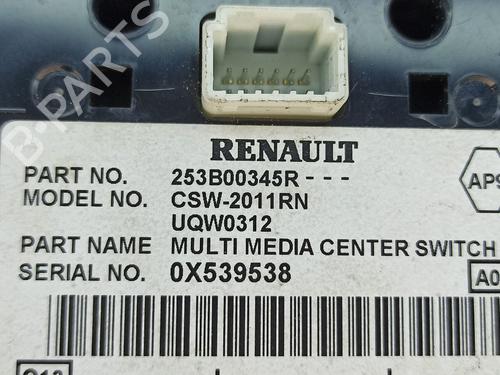 B-PARTS
RENAULT
APS
PART NO. 253B00345R---
MODEL NO. CSW-2011RN
UQW0312
PART NAME MULTI MEDIA CENTER SWITCH
SERIAL NO. 0X539538
A0